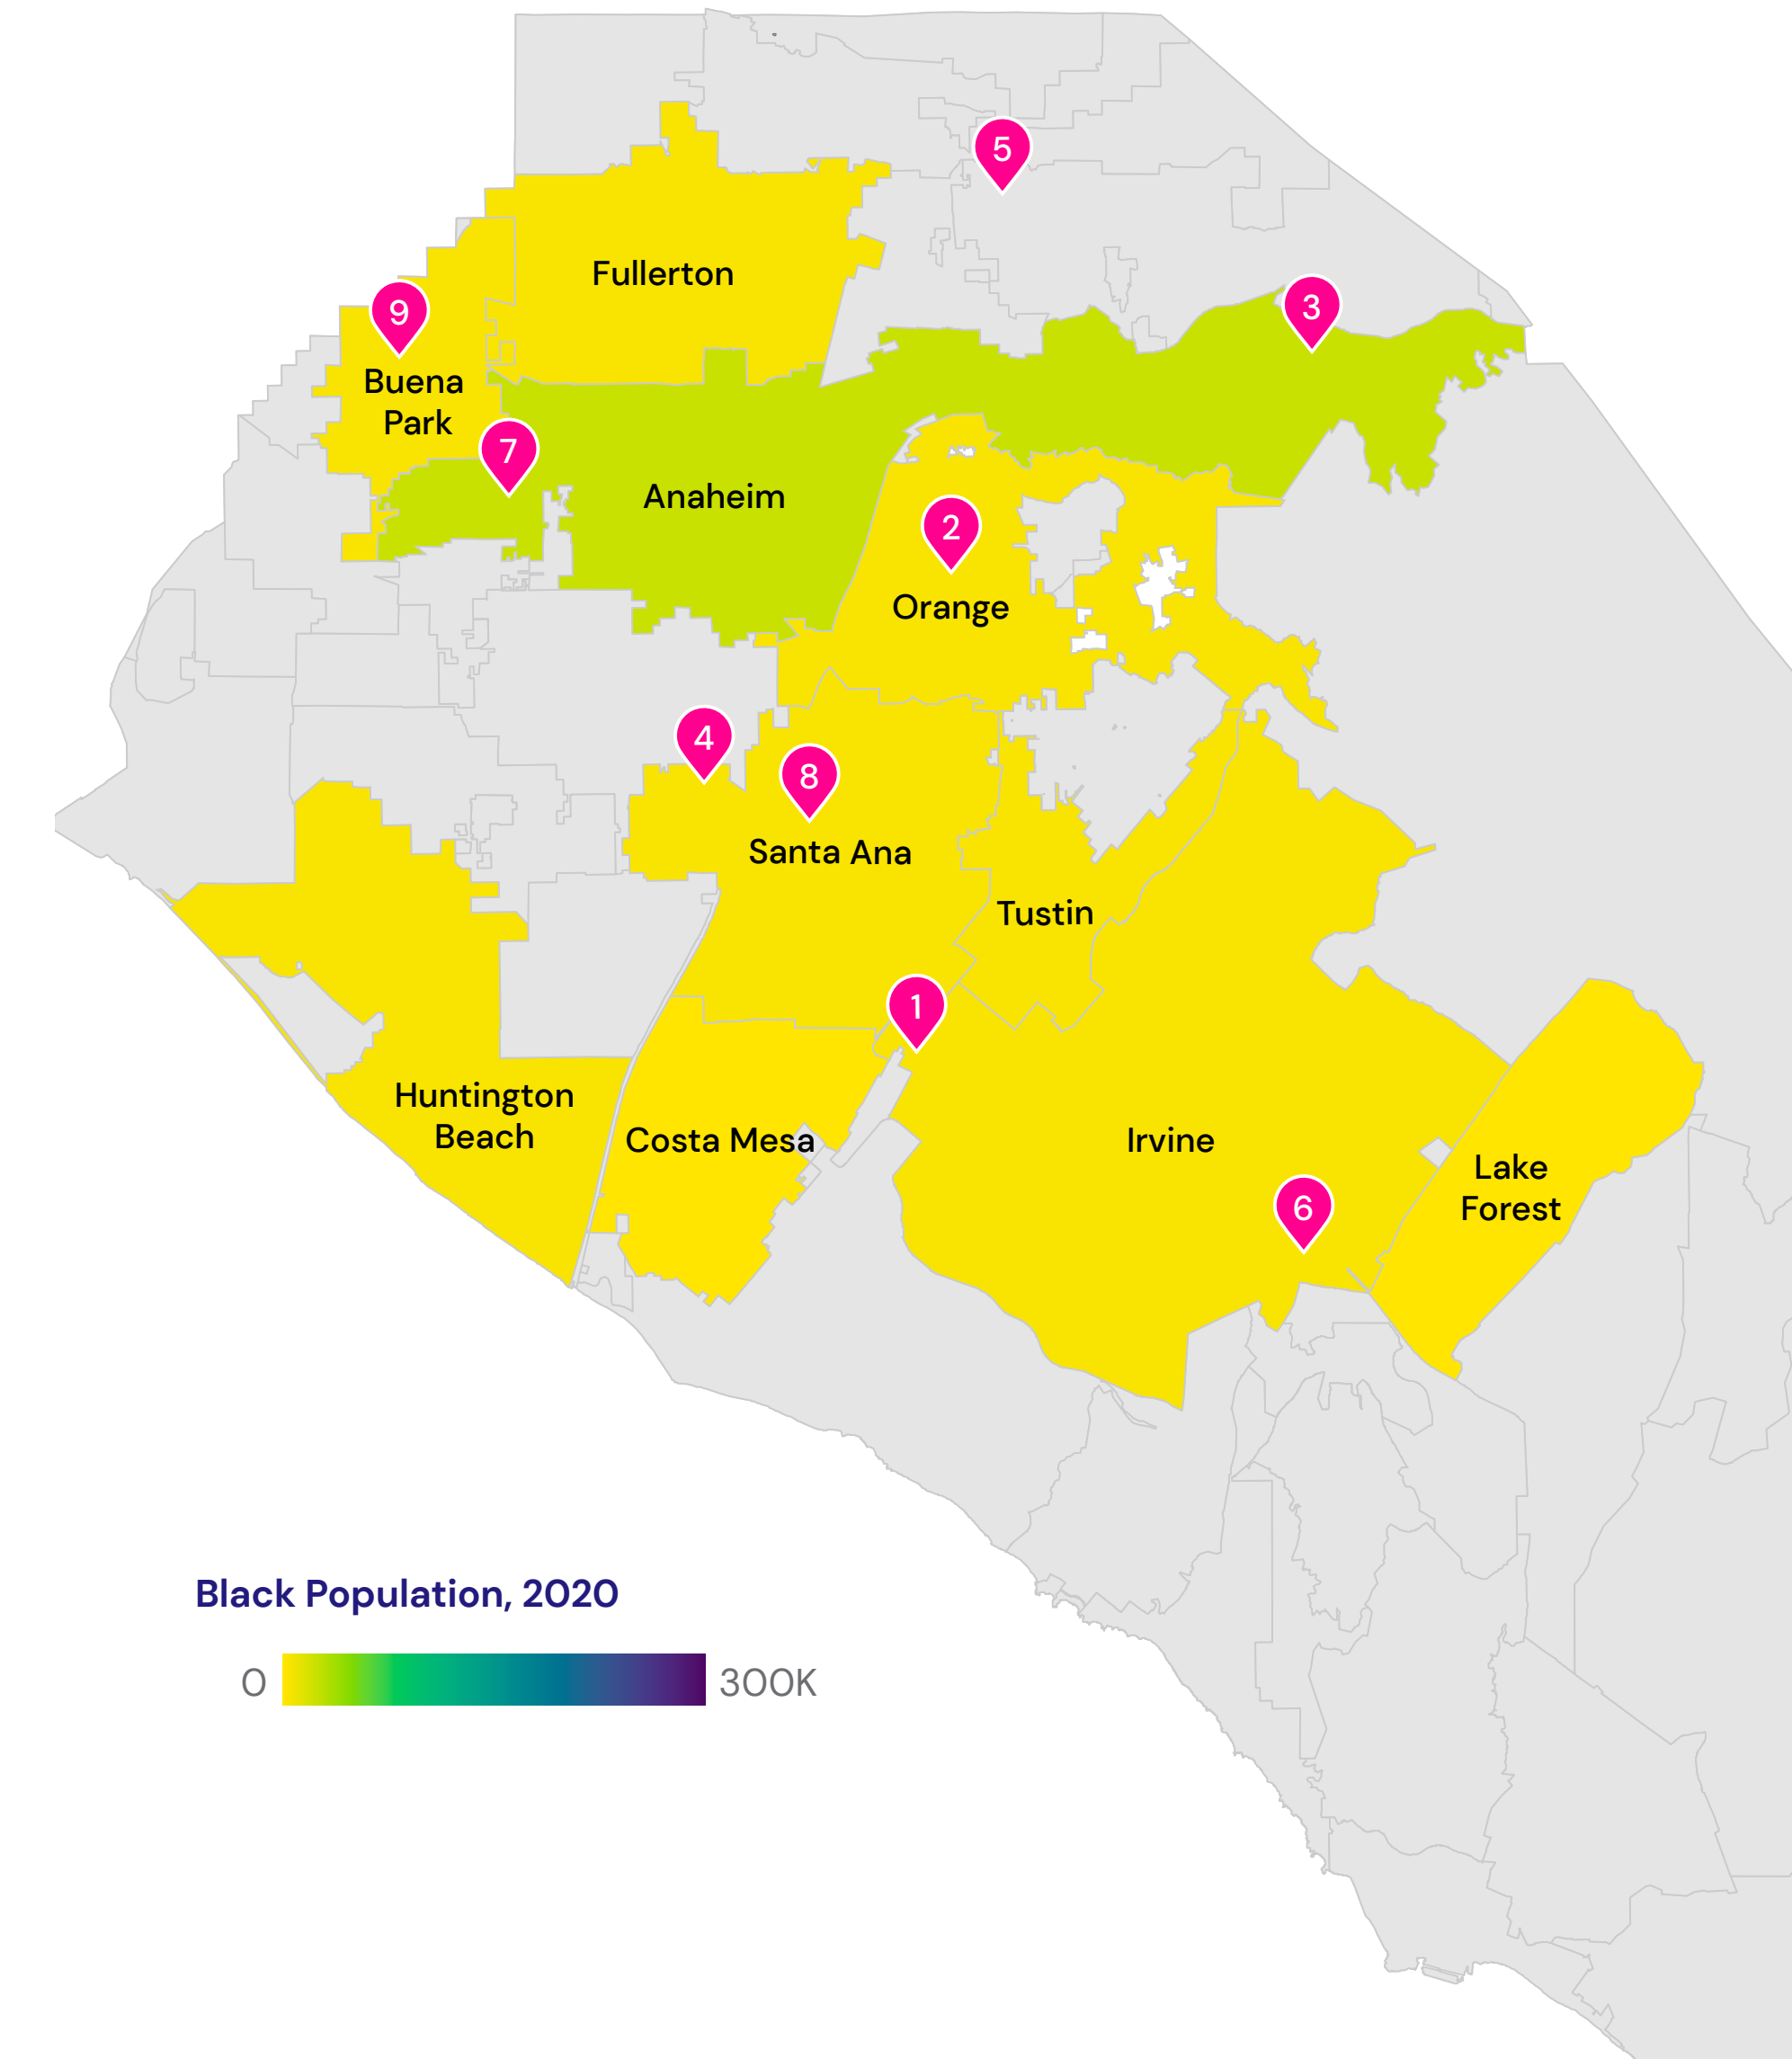 5
Fullerton
3
9
Buena
Park
7
Anaheim
2
Orange
4
8
Santa Ana
Tustin
1
Huntington
Beach
Costa Mesa
Irvine
Lake
Forest
6
Black Population, 2020
0
300K